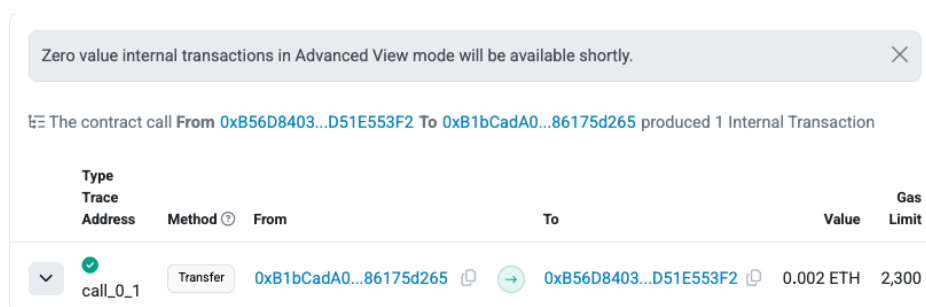 Zero value internal transactions in Advanced View mode will be available shortly.
The contract call From 0xB56D8403...D51E553F2 To 0xB1bCadA0...86175d265 produced 1 Internal Transaction
Type Trace Address Method From To Value Gas Limit
call_0_1 Transfer 0xB1bCadA0...86175d265 0xB56D8403...D51E553F2 0.002 ETH 2,300